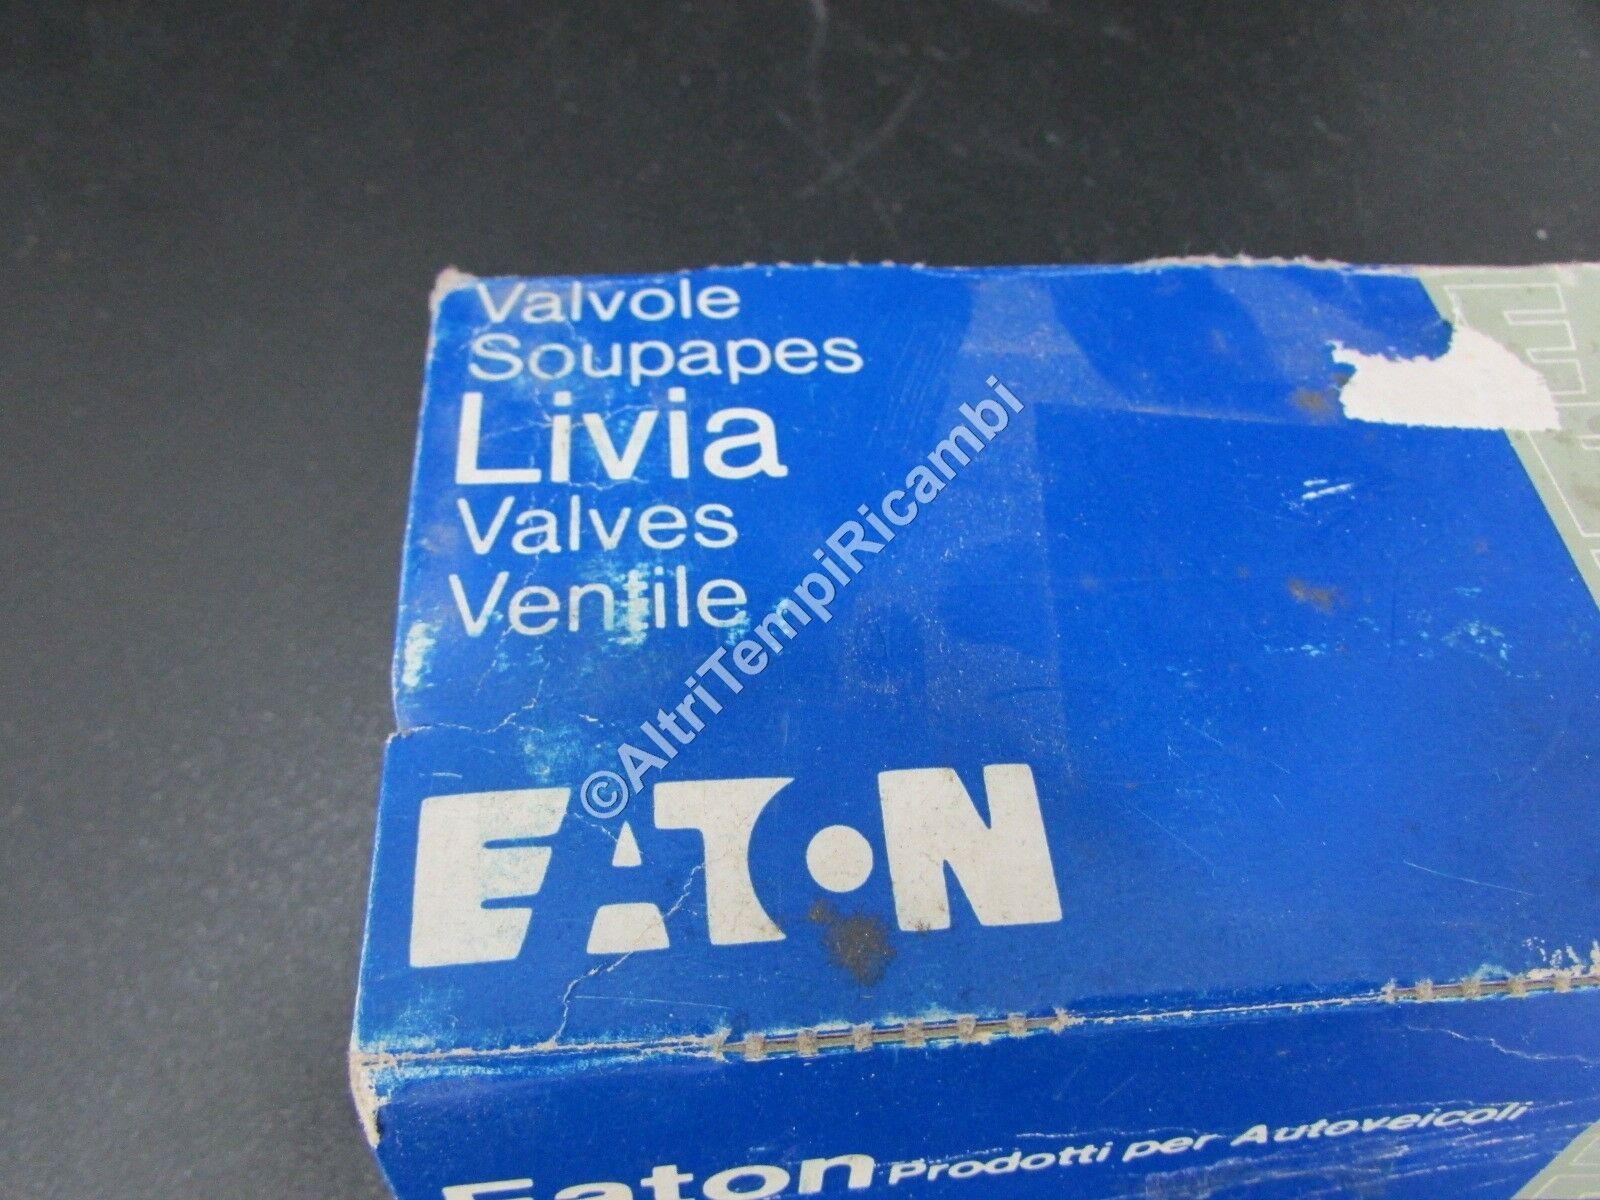 Valvole
Soupapes
Livia
Valves
Ventile
©AltriTempiRicambi
EATON
Eaton Prodotti per Autoveicoli